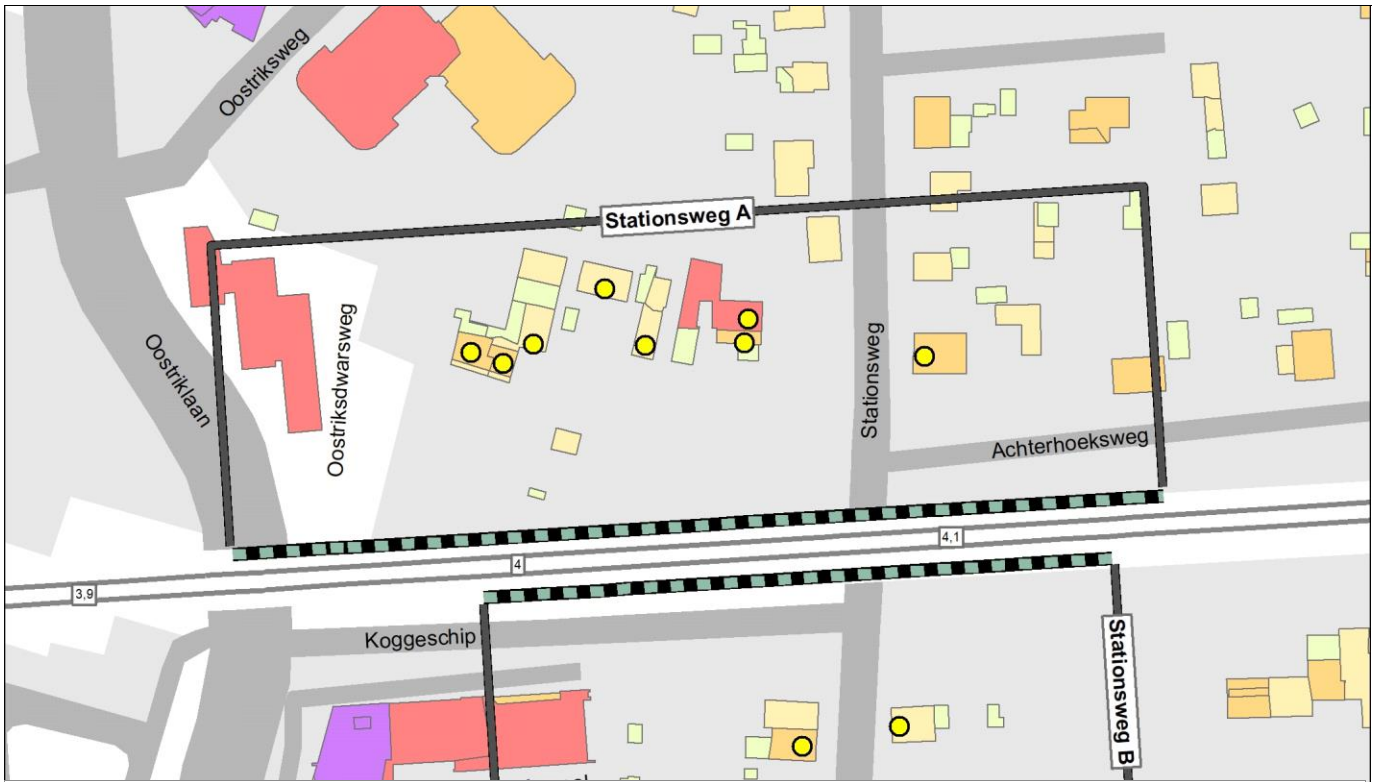 Oostriksweg
Stationsweg A
Oostriklaan
Oostriksdwarsweg
Stationsweg
Achterhoeksweg
4,1
4
3,9
Koggeschip
Stationsweg B